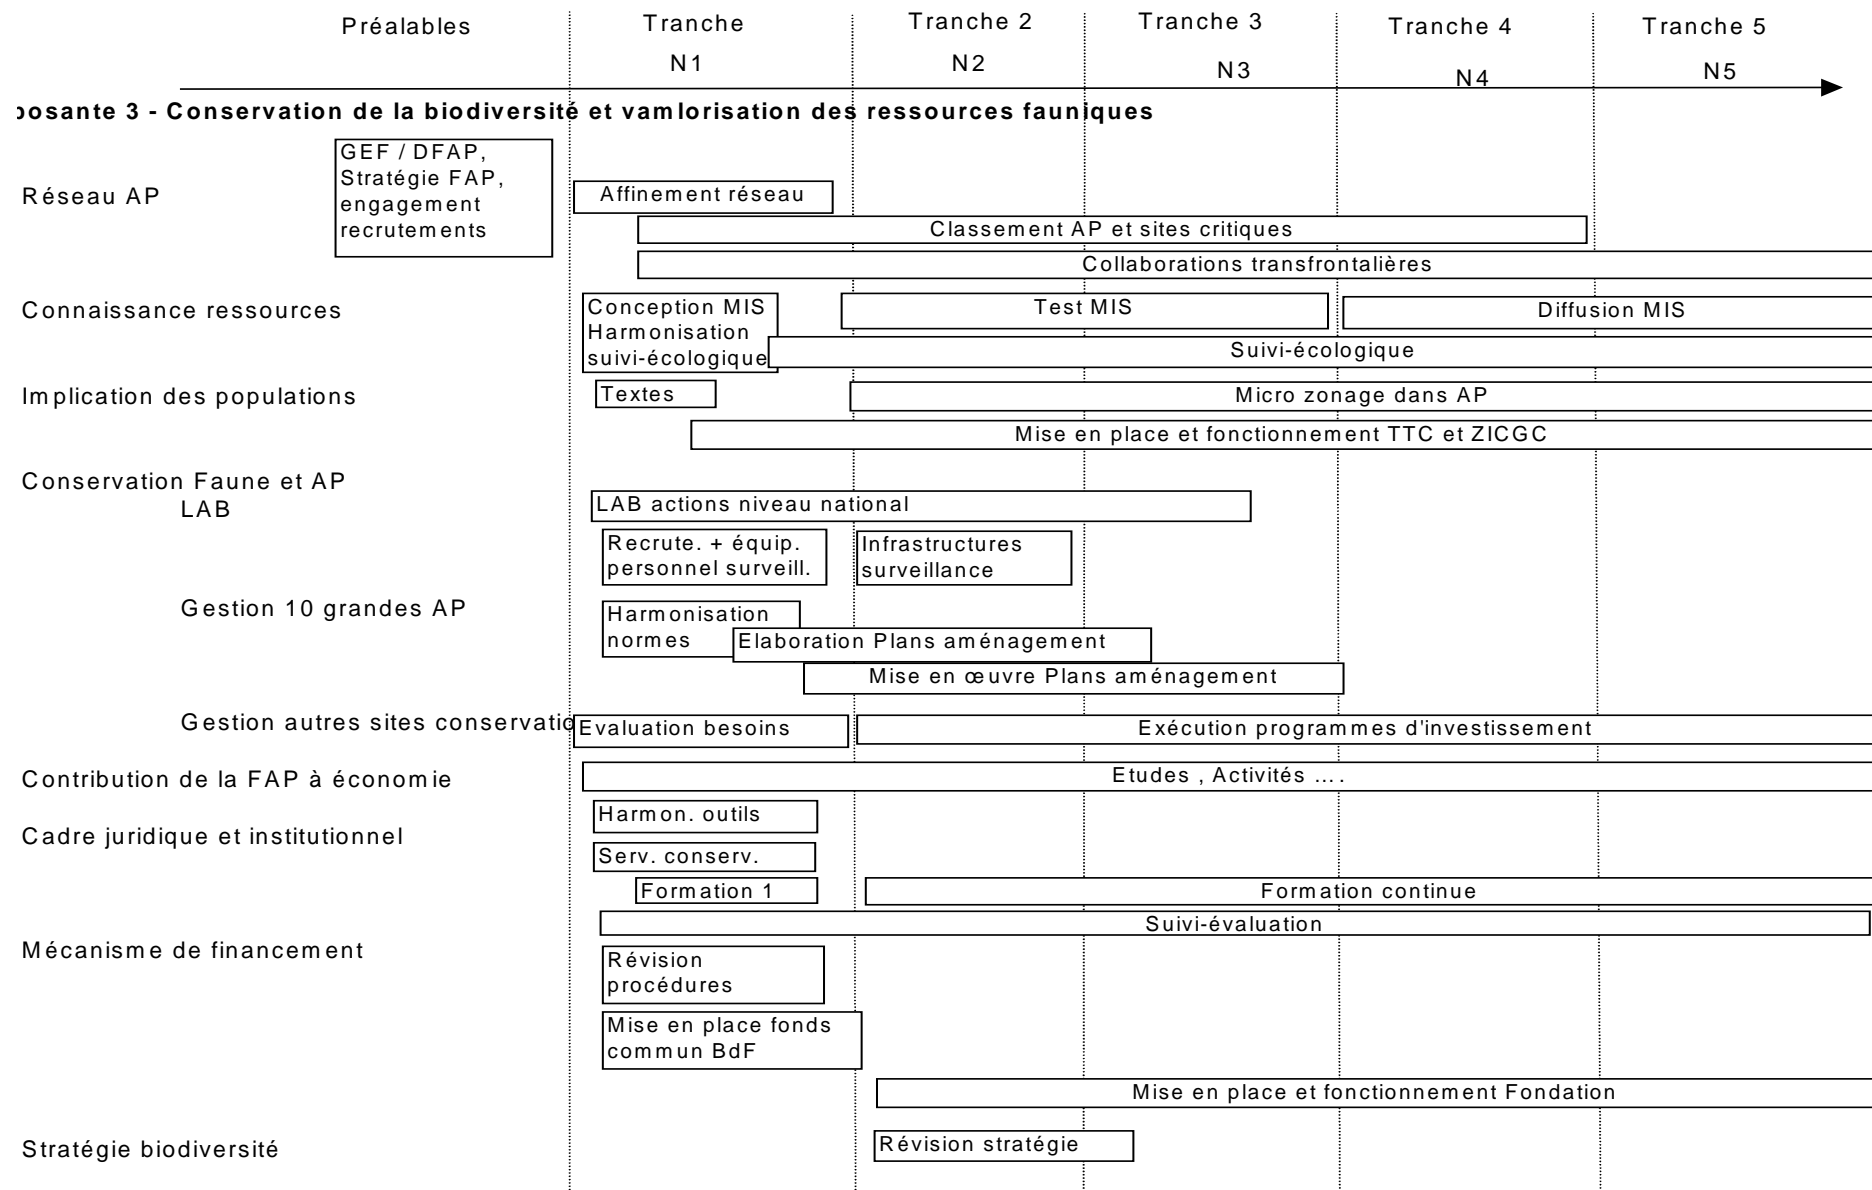 Préalables
Tranche
Tranche 2
Tranche 3
Tranche 4
Tranche 5
N1
N2
N3
N4
N5
posante 3 - Conservation de la biodiversité et vamlorisation des ressources fauniques
GEF / DFAP,
Stratégie FAP,
engagement
recrutements
Réseau AP
Affinement réseau
Classement AP et sites critiques
Collaborations transfrontalières
Connaissance ressources
Conception MIS
Harmonisation
suivi-écologique
Test MIS
Diffusion MIS
Suivi-écologique
Implication des populations
Textes
Micro zonage dans AP
Mise en place et fonctionnement TTC et ZICGC
Conservation Faune et AP
LAB
LAB actions niveau national
Recrute. + équip.
personnel surveill.
Infrastructures
surveillance
Gestion 10 grandes AP
Harmonisation
normes
Elaboration Plans aménagement
Mise en œuvre Plans aménagement
Gestion autres sites conservatio
Evaluation besoins
Exécution programmes d'investissement
Contribution de la FAP à économie
Etudes , Activités ....
Cadre juridique et institutionnel
Harmon. outils
Serv. conserv.
Formation 1
Formation continue
Suivi-évaluation
Mécanisme de financement
Révision
procédures
Mise en place fonds
commun BdF
Mise en place et fonctionnement Fondation
Stratégie biodiversité
Révision stratégie